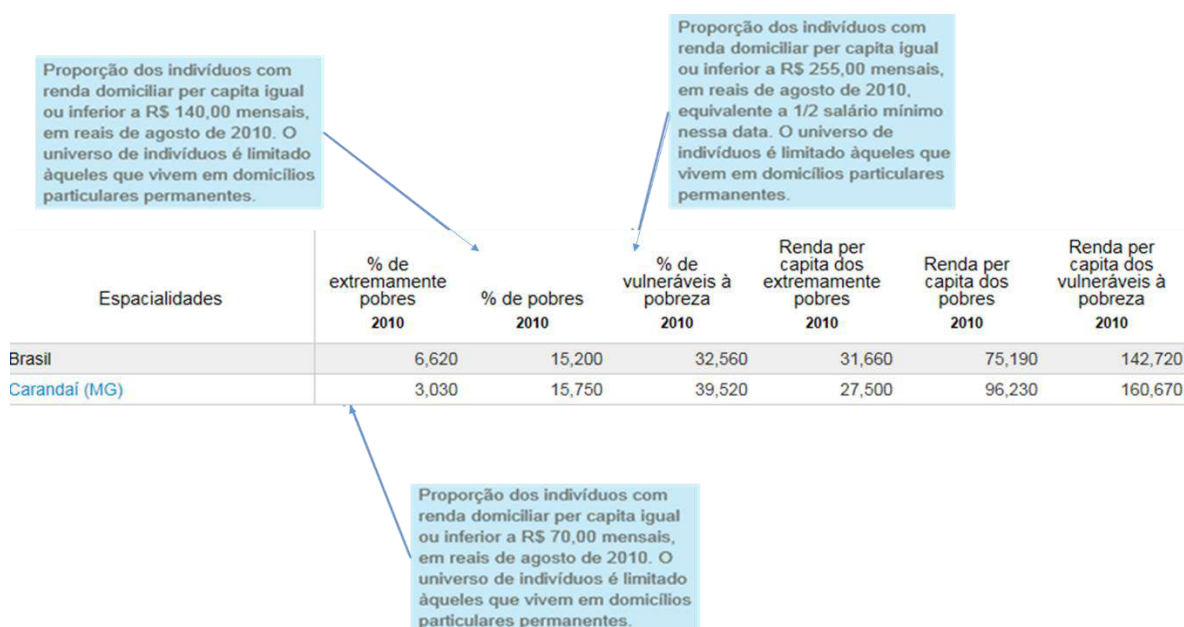 Proporção dos indivíduos com
renda domiciliar per capita igual
ou inferior a R$ 140,00 mensais,
em reais de agosto de 2010. O
universo de indivíduos é limitado
àqueles que vivem em domicílios
particulares permanentes.
Proporção dos indivíduos com
renda domiciliar per capita igual
ou inferior a R$ 255,00 mensais,
em reais de agosto de 2010,
equivalente a 1/2 salário mínimo
nessa data. O universo de
indivíduos é limitado àqueles que
vivem em domicílios particulares
permanentes.
Espacialidades
% de
extremamente
pobres
2010
% de pobres
2010
% de
vulneráveis à
pobreza
2010
Renda per
capita dos
extremamente
pobres
2010
Renda per
capita dos
pobres
2010
Renda per
capita dos
vulneráveis à
pobreza
2010
Brasil 6,620 15,200 32,560 31,660 75,190 142,720
Carandaí (MG) 3,030 15,750 39,520 27,500 96,230 160,670
Proporção dos indivíduos com
renda domiciliar per capita igual
ou inferior a R$ 70,00 mensais,
em reais de agosto de 2010. O
universo de indivíduos é limitado
àqueles que vivem em domicílios
particulares permanentes.